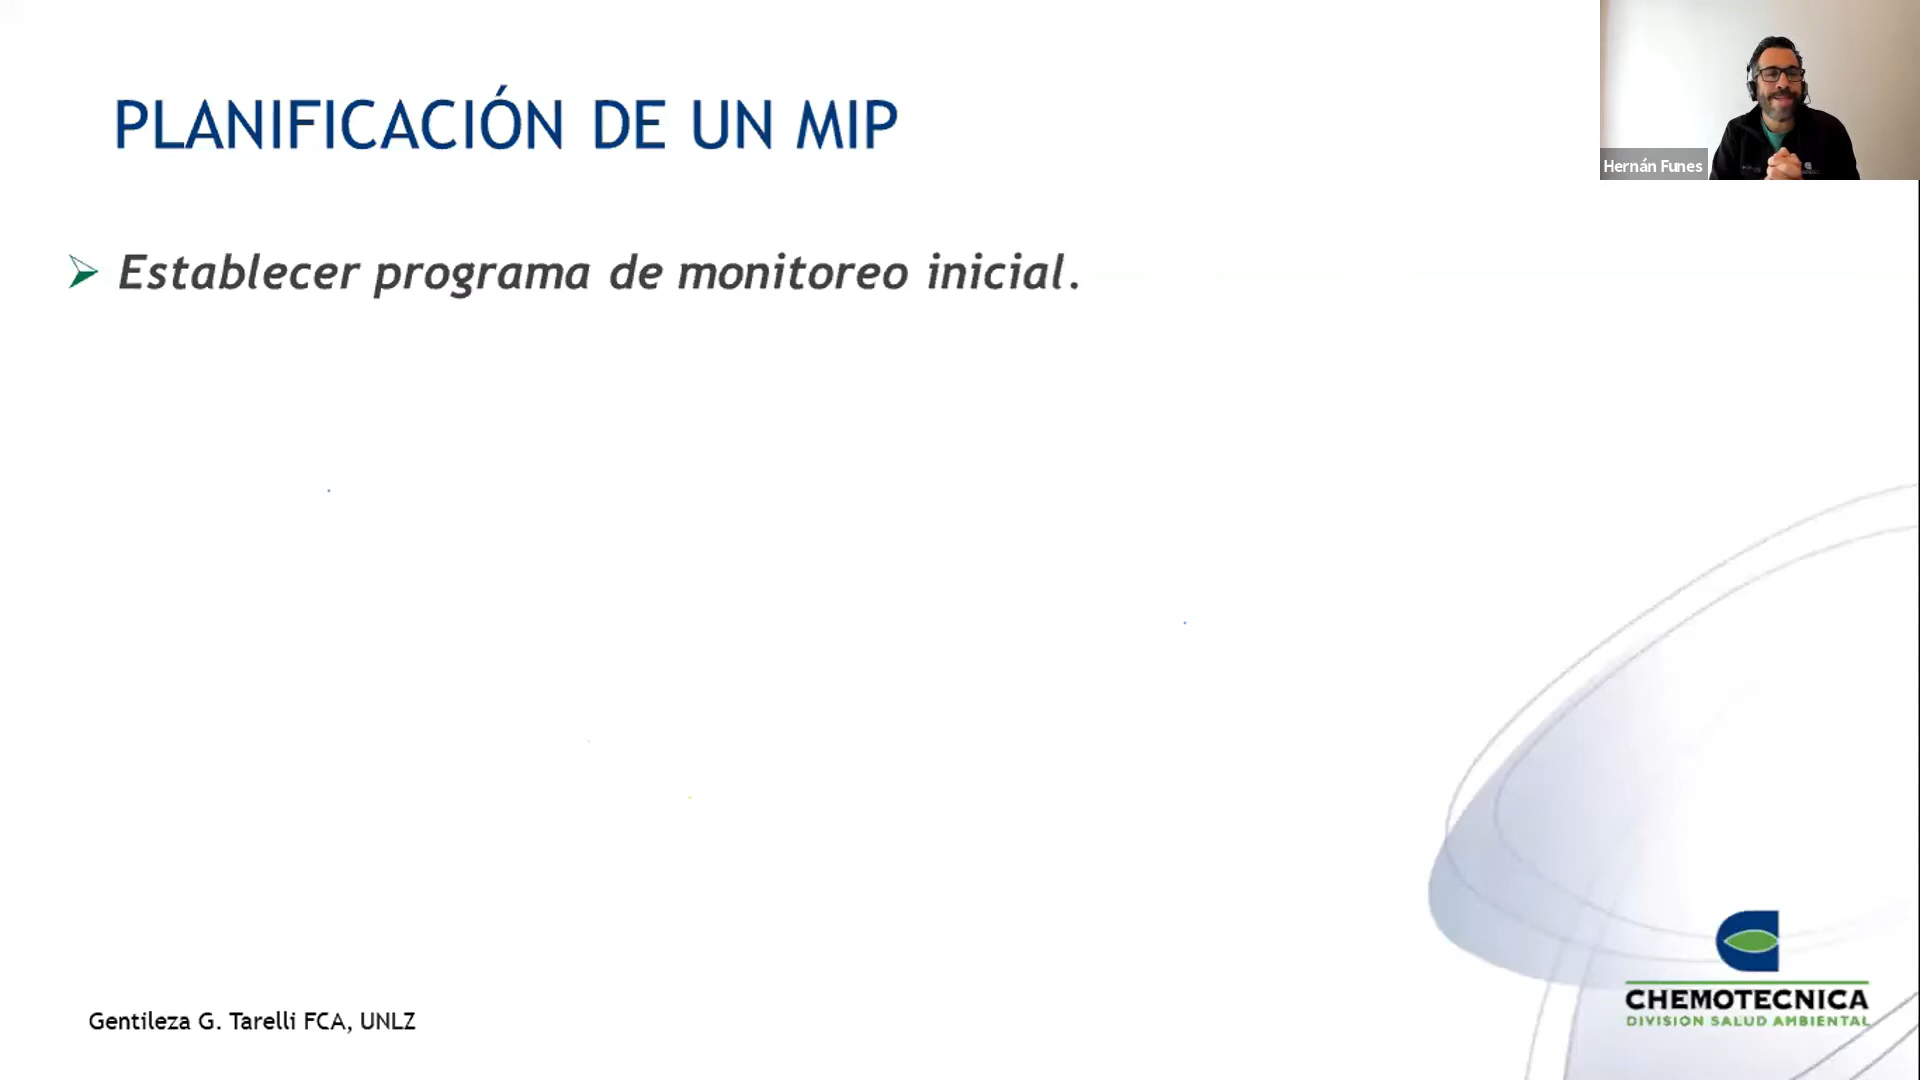 PLANIFICACIÓN DE UN MIP
Hernán Funes
Establecer programa de monitoreo inicial.
CHEMOTECNICA
DIVISION SALUD AMBIENTAL
Gentileza G. Tarelli FCA, UNLZ